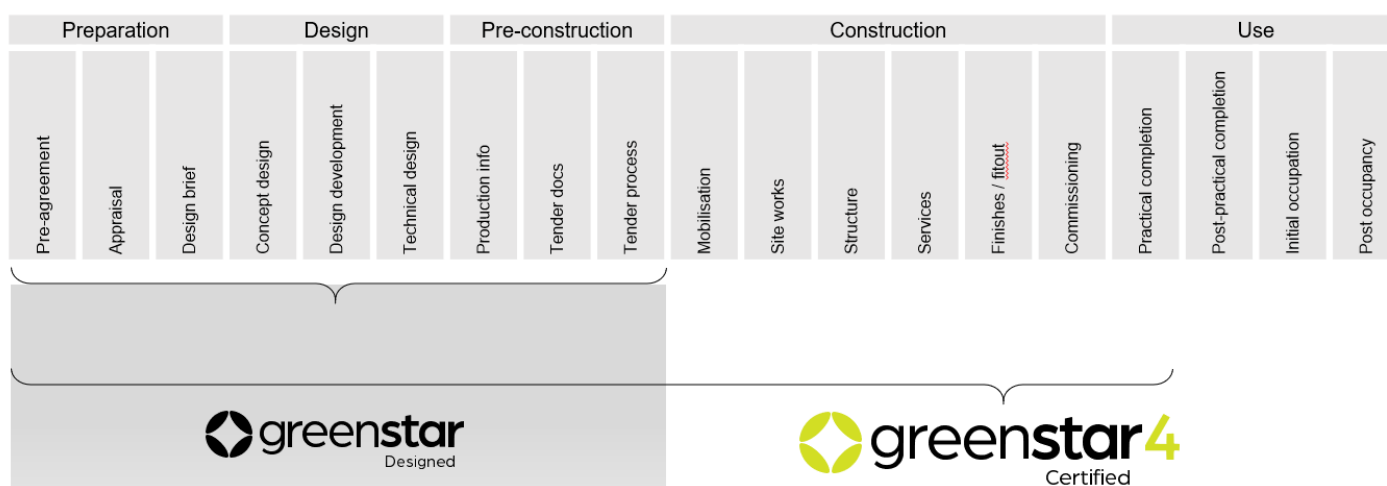 Preparation
Design
Pre-construction
Construction
Use
Pre-agreement
Appraisal
Design brief
Concept design
Design development
Technical design
Production info
Tender docs
Tender process
Mobilisation
Site works
Structure
Services
Finishes / fitout
Commissioning
Practical completion
Post-practical completion
Initial occupation
Post occupancy
greenstar
Designed
greenstar4
Certified